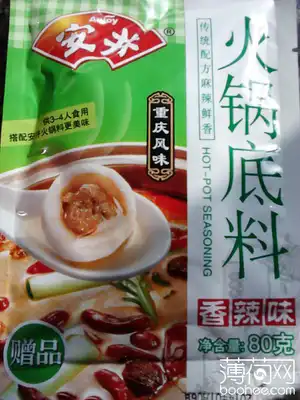 Anjoy
安井
®
火锅底料
HOT-POT SEASONING
传统配方麻辣鲜香
供3-4人食用
搭配安井火锅料更美味
重庆风味
香辣味
净含量:80克
赠品
薄荷网
boohee.com